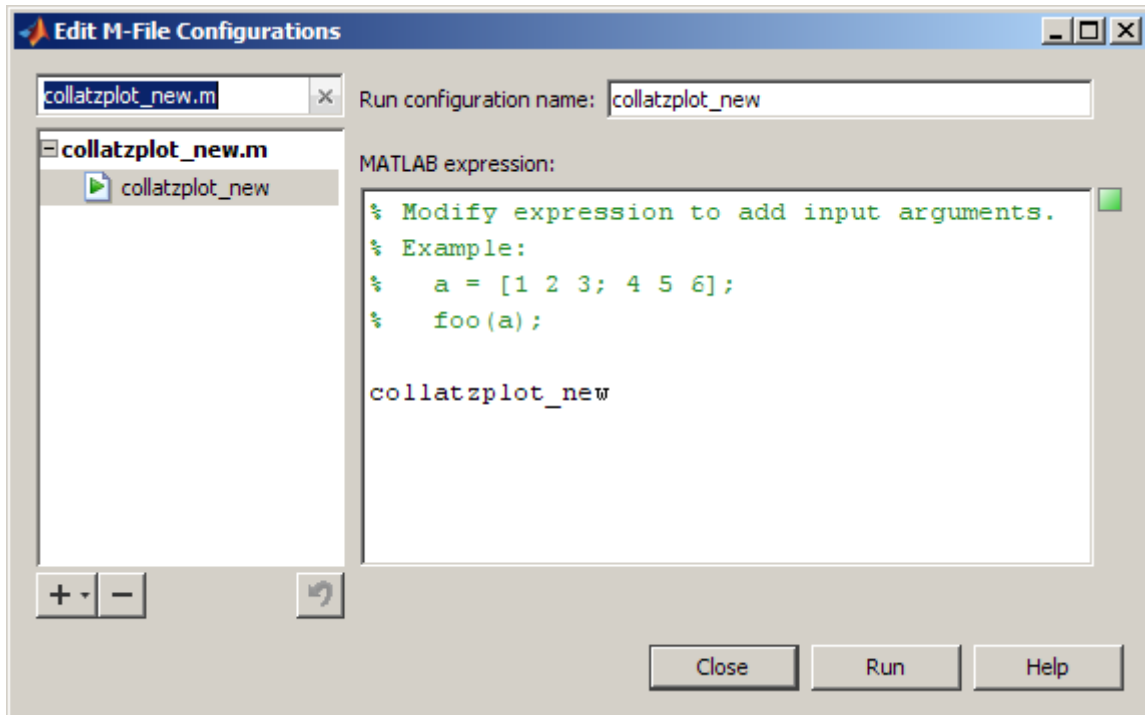 Edit M-File Configurations
collatzplot_new.m
Run configuration name: collatzplot_new
collatzplot_new.m
collatzplot_new
MATLAB expression:
% Modify expression to add input arguments.
% Example:
%   a = [1 2 3; 4 5 6];
%   foo(a);
collatzplot_new
Close
Run
Help